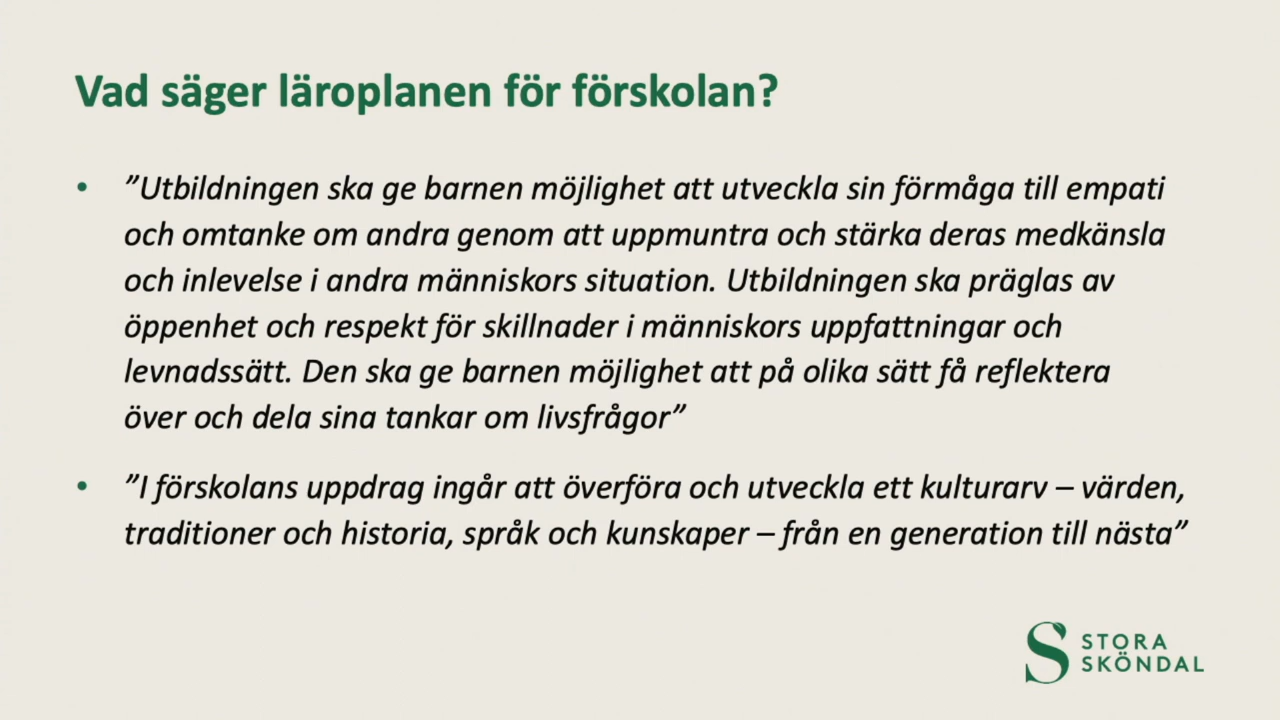 Vad säger läroplanen för förskolan?
• ”Utbildningen ska ge barnen möjlighet att utveckla sin förmåga till empati
och omtanke om andra genom att uppmuntra och stärka deras medkänsla
och inlevelse i andra människors situation. Utbildningen ska präglas av
öppenhet och respekt för skillnader i människors uppfattningar och
levnadssätt. Den ska ge barnen möjlighet att på olika sätt få reflektera
över och dela sina tankar om livsfrågor”
• ”I förskolans uppdrag ingår att överföra och utveckla ett kulturarv – värden,
traditioner och historia, språk och kunskaper – från en generation till nästa”
STORA
SKÖNDAL